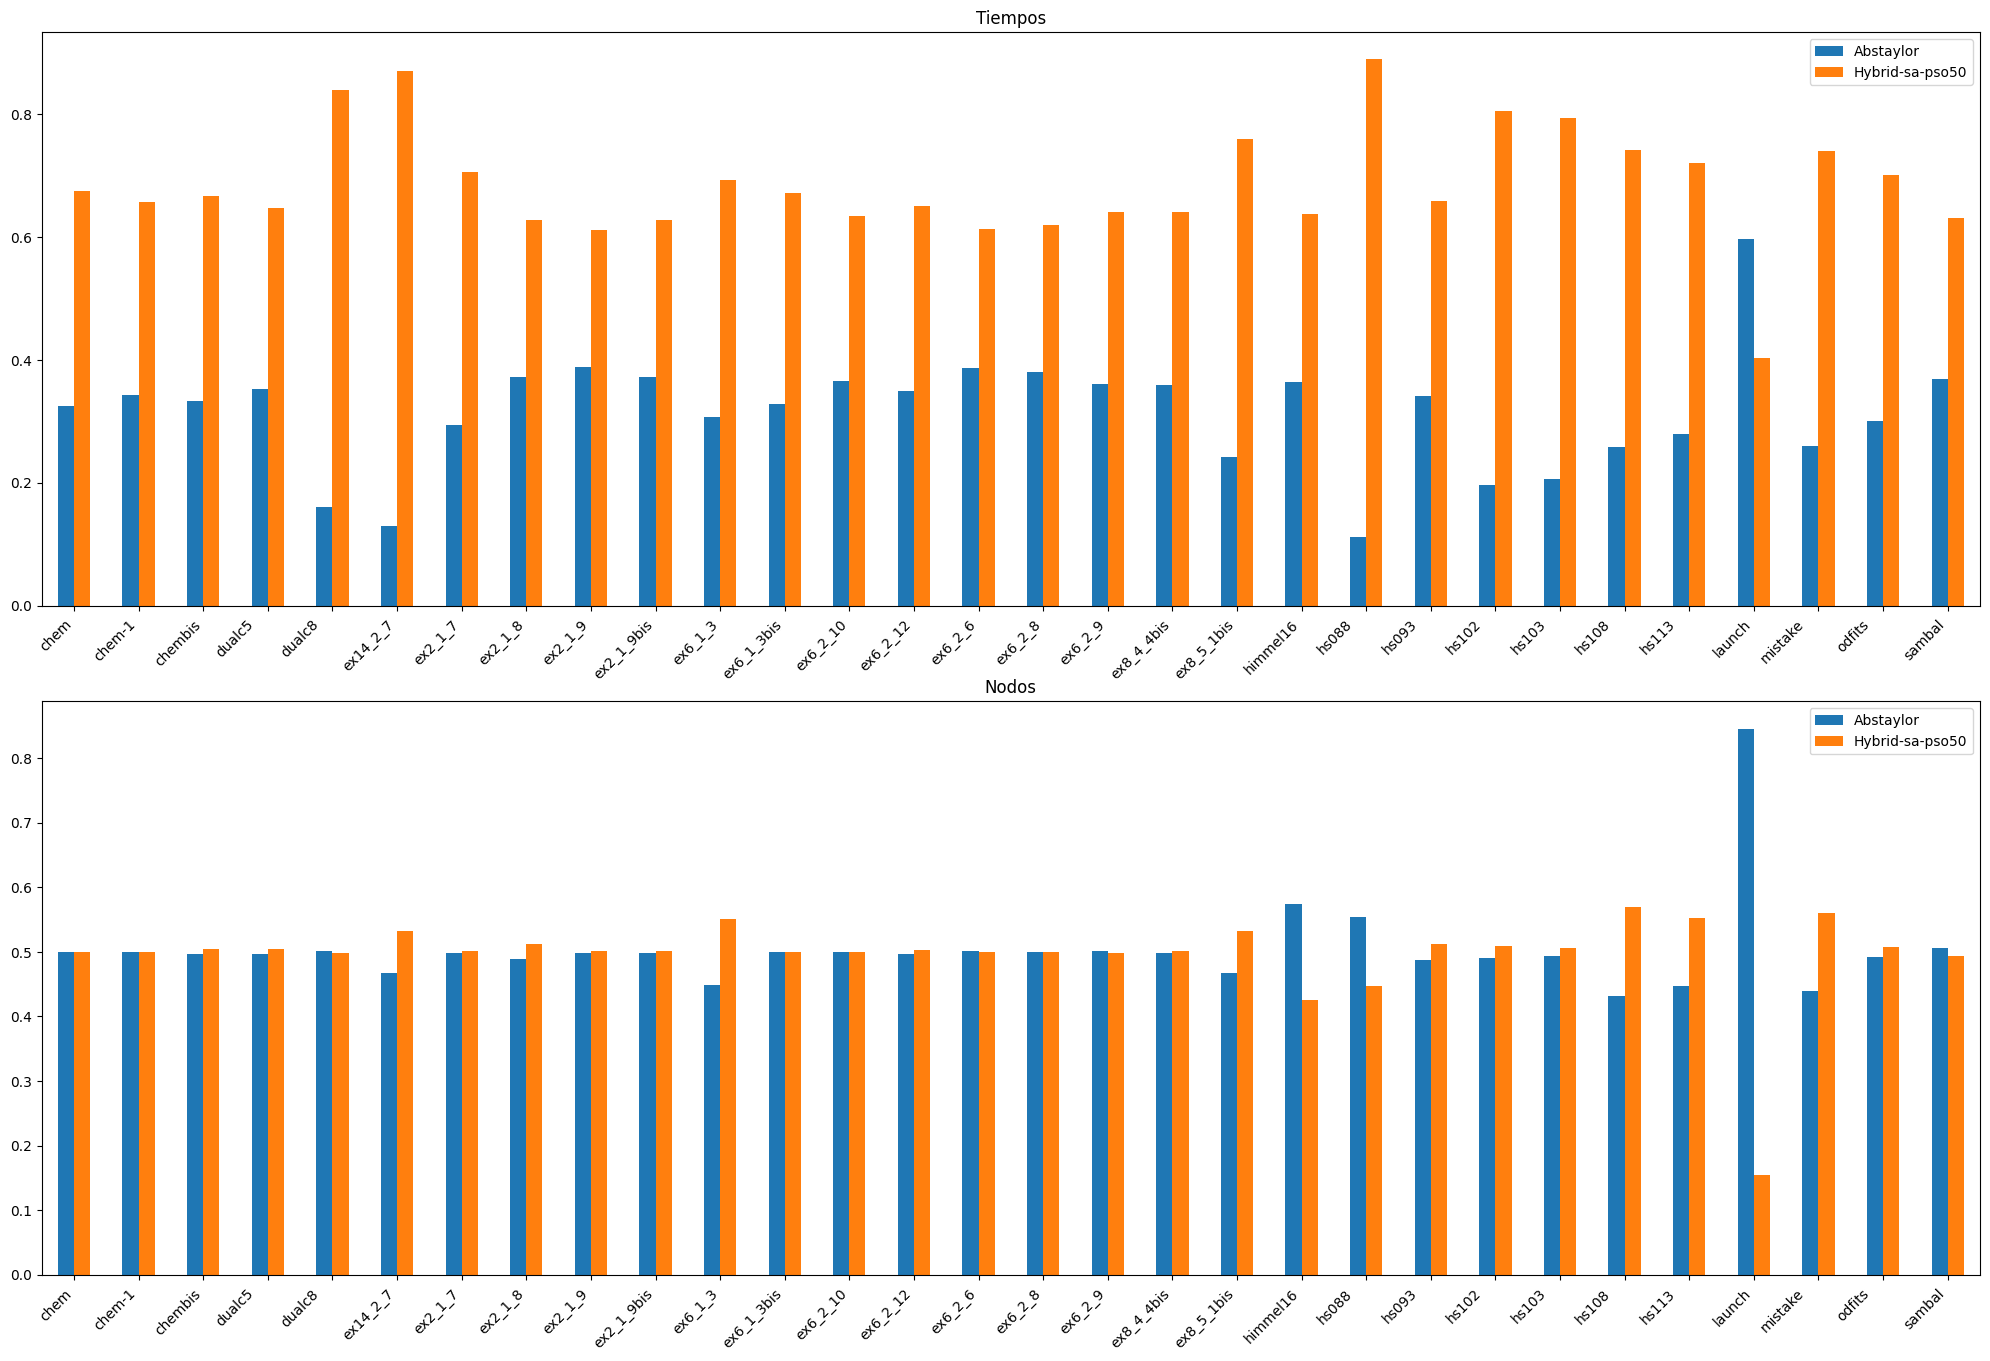 Tiempos
Abstaylor
Hybrid-sa-pso50
0.8
0.6
0.4
0.2
0.0
chem
chem-1
chembis
dualc5
dualc8
ex14_2_7
ex2_1_7
ex2_1_8
ex2_1_9
ex2_1_9bis
ex6_1_3
ex6_1_3bis
ex6_2_10
ex6_2_12
ex6_2_6
ex6_2_8
ex6_2_9
ex8_4_4bis
ex8_5_1bis
himmel16
hs088
hs093
hs102
hs103
hs108
hs113
launch
mistake
odfits
sambal
Nodos
Abstaylor
Hybrid-sa-pso50
0.8
0.7
0.6
0.5
0.4
0.3
0.2
0.1
0.0
chem
chem-1
chembis
dualc5
dualc8
ex14_2_7
ex2_1_7
ex2_1_8
ex2_1_9
ex2_1_9bis
ex6_1_3
ex6_1_3bis
ex6_2_10
ex6_2_12
ex6_2_6
ex6_2_8
ex6_2_9
ex8_4_4bis
ex8_5_1bis
himmel16
hs088
hs093
hs102
hs103
hs108
hs113
launch
mistake
odfits
sambal